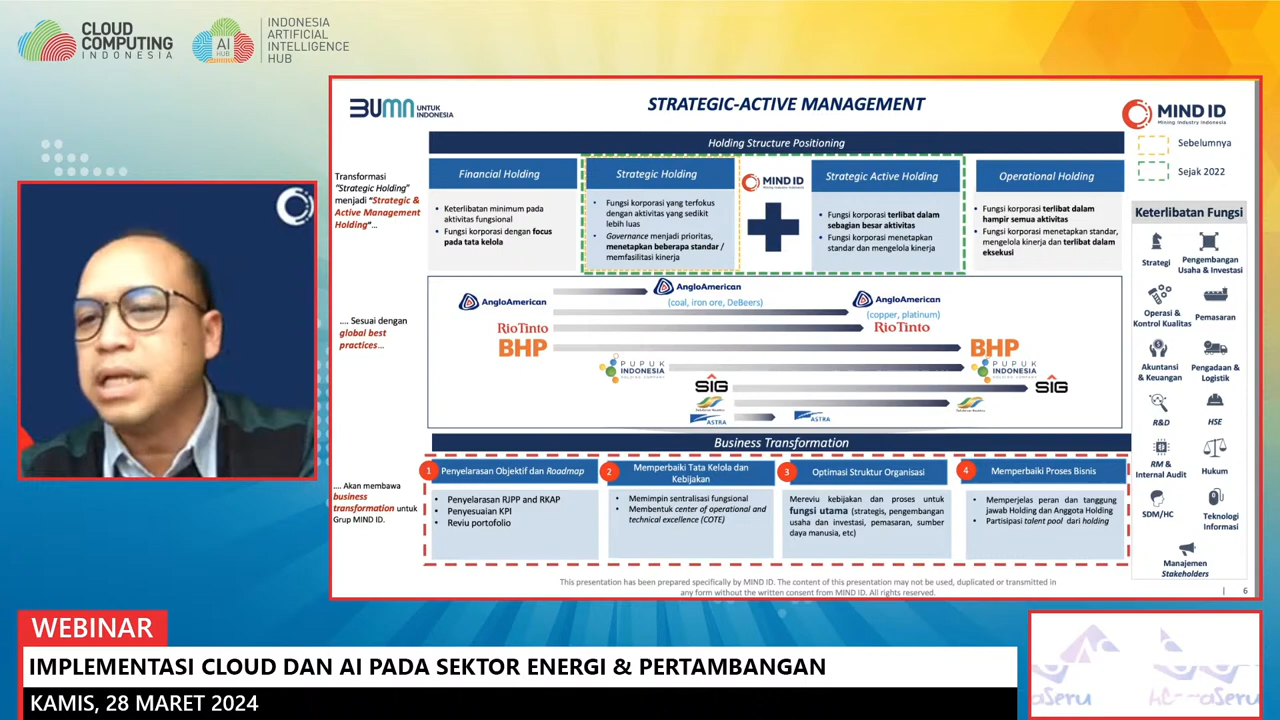 CLOUD
COMPUTING
INDONESIA
AI
HUB
INDONESIA
ARTIFICIAL
INTELLIGENCE
HUB
BUMN UNTUK
INDONESIA
STRATEGIC-ACTIVE MANAGEMENT
MIND ID
Mining Industry Indonesia
Sebelumnya
Sejak 2022
Holding Structure Positioning
Transformasi
"Strategic Holding"
menjadi "Strategic &
Active Management
Holding"...
Financial Holding
• Keterlibatan minimum pada
aktivitas fungsional
• Fungsi korporasi dengan focus
pada tata kelola
Strategic Holding
• Fungsi korporasi yang terfokus
dengan aktivitas yang sedikit
lebih luas
• Governance menjadi prioritas,
menetapkan beberapa standar /
memfasilitasi kinerja
MIND ID
Strategic Active Holding
• Fungsi korporasi terlibat dalam
sebagian besar aktivitas
• Fungsi korporasi menetapkan
standar dan mengelola kinerja
Operational Holding
• Fungsi korporasi terlibat dalam
hampir semua aktivitas
• Fungsi korporasi menetapkan standar,
mengelola kinerja dan terlibat dalam
eksekusi
.... Sesuai dengan
global best
practices...
AngloAmerican
AngloAmerican
(coal, iron ore, DeBeers)
AngloAmerican
(copper, platinum)
RioTinto
RioTinto
BHP
BHP
PUPUK
INDONESIA
HOLDING COMPANY
PUPUK
INDONESIA
HOLDING COMPANY
SIG
SIG
ASTRA
ASTRA
Business Transformation
.... Akan membawa
business
transformation untuk
Grup MIND ID.
1 Penyelarasan Objektif dan Roadmap
• Penyelarasan RJPP and RKAP
• Penyesuaian KPI
• Reviu portofolio
2 Memperbaiki Tata Kelola dan
Kebijakan
• Memimpin sentralisasi fungsional
• Membentuk center of operational and
technical excellence (COTE)
3 Optimasi Struktur Organisasi
Mereviu kebijakan dan proses untuk
fungsi utama (strategis, pengembangan
usaha dan investasi, pemasaran, sumber
daya manusia, etc)
4 Memperbaiki Proses Bisnis
• Memperjelas peran dan tanggung
jawab Holding dan Anggota Holding
• Partisipasi talent pool dari holding
Keterlibatan Fungsi
Strategi
Pengembangan
Usaha & Investasi
Operasi &
Kontrol Kualitas
Pemasaran
Akuntansi
& Keuangan
Pengadaan &
Logistik
R&D
HSE
RM &
Internal Audit
Hukum
SDM/HC
Teknologi
Informasi
Manajemen
Stakeholders
This presentation has been prepared specifically by MIND ID. The content of this presentation may not be used, duplicated or transmitted in
any form without the written consent from MIND ID. All rights reserved.
| 6
WEBINAR
IMPLEMENTASI CLOUD DAN AI PADA SEKTOR ENERGI & PERTAMBANGAN
KAMIS, 28 MARET 2024